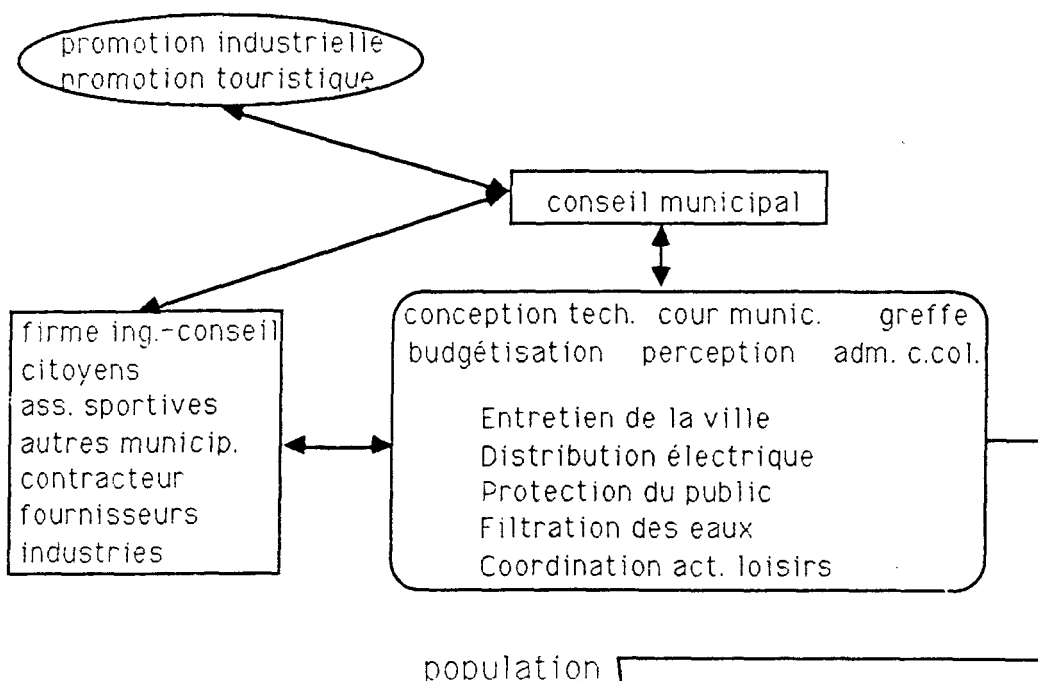 promotion industrielle
promotion touristique
conseil municipal
firme ing.-conseil
citoyens
ass. sportives
autres municip.
contracteur
fournisseurs
industries
conception tech. cour munic. greffe
budgétisation perception adm. c.col.
Entretien de la ville
Distribution électrique
Protection du public
Filtration des eaux
Coordination act. loisirs
population